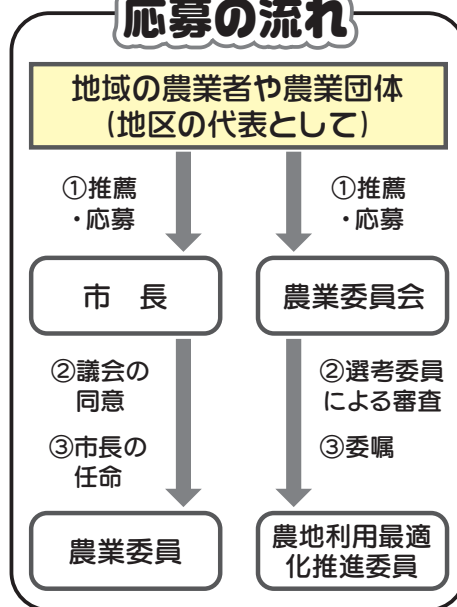 応募の流れ
地域の農業者や農業団体
(地区の代表として)
①推薦
・応募
①推薦
・応募
市　長
農業委員会
②議会の
同意
③市長の
任命
②選考委員
による審査
③委嘱
農業委員
農地利用最適
化推進委員